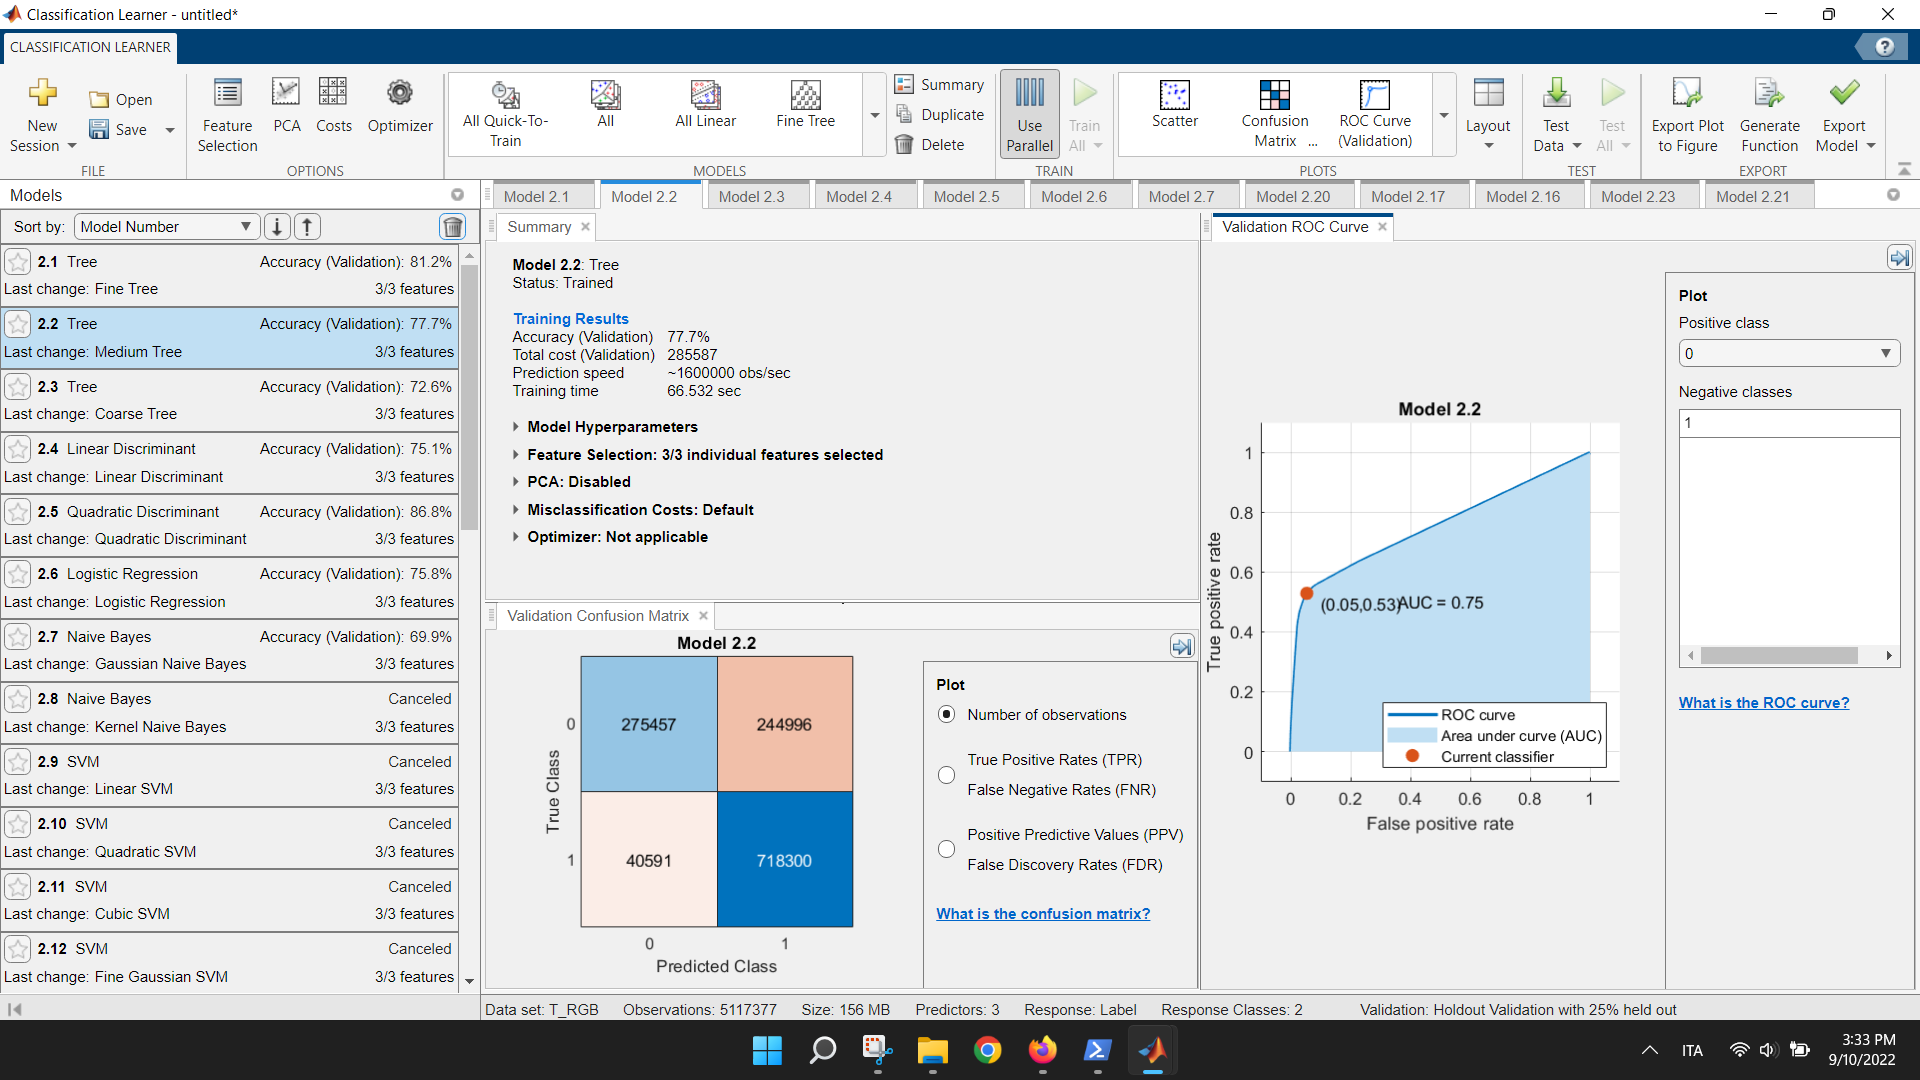 Classification Learner - untitled*
CLASSIFICATION LEARNER
?
New Session
Open
Save
FILE
Feature Selection
PCA
Costs
Optimizer
OPTIONS
All Quick-To-Train
All
All Linear
Fine Tree
Summary
Duplicate
Delete
MODELS
Use Parallel
Train All
TRAIN
Scatter
Confusion Matrix ...
ROC Curve (Validation)
PLOTS
Layout
Test Data
Test All
TEST
Export Plot to Figure
Generate Function
Export Model
EXPORT
Models
Sort by: Model Number
2.1 Tree Accuracy (Validation): 81.2%
Last change: Fine Tree 3/3 features
2.2 Tree Accuracy (Validation): 77.7%
Last change: Medium Tree 3/3 features
2.3 Tree Accuracy (Validation): 72.6%
Last change: Coarse Tree 3/3 features
2.4 Linear Discriminant Accuracy (Validation): 75.1%
Last change: Linear Discriminant 3/3 features
2.5 Quadratic Discriminant Accuracy (Validation): 86.8%
Last change: Quadratic Discriminant 3/3 features
2.6 Logistic Regression Accuracy (Validation): 75.8%
Last change: Logistic Regression 3/3 features
2.7 Naive Bayes Accuracy (Validation): 69.9%
Last change: Gaussian Naive Bayes 3/3 features
2.8 Naive Bayes Canceled
Last change: Kernel Naive Bayes 3/3 features
2.9 SVM Canceled
Last change: Linear SVM 3/3 features
2.10 SVM Canceled
Last change: Quadratic SVM 3/3 features
2.11 SVM Canceled
Last change: Cubic SVM 3/3 features
2.12 SVM Canceled
Last change: Fine Gaussian SVM 3/3 features
Model 2.1 Model 2.2 Model 2.3 Model 2.4 Model 2.5 Model 2.6 Model 2.7 Model 2.20 Model 2.17 Model 2.16 Model 2.23 Model 2.21
Summary
Model 2.2: Tree
Status: Trained
Training Results
Accuracy (Validation) 77.7%
Total cost (Validation) 285587
Prediction speed ~1600000 obs/sec
Training time 66.532 sec
Model Hyperparameters
Feature Selection: 3/3 individual features selected
PCA: Disabled
Misclassification Costs: Default
Optimizer: Not applicable
Validation Confusion Matrix
Model 2.2
True Class
0 275457 244996
1 40591 718300
0 1
Predicted Class
Plot
Number of observations
True Positive Rates (TPR)
False Negative Rates (FNR)
Positive Predictive Values (PPV)
False Discovery Rates (FDR)
What is the confusion matrix?
Validation ROC Curve
Model 2.2
True positive rate
1
0.8
0.6
0.4
0.2
0
(0.05,0.53)
AUC = 0.75
ROC curve
Area under curve (AUC)
Current classifier
0 0.2 0.4 0.6 0.8 1
False positive rate
Plot
Positive class
0
Negative classes
1
What is the ROC curve?
Data set: T_RGB Observations: 5117377 Size: 156 MB Predictors: 3 Response: Label Response Classes: 2 Validation: Holdout Validation with 25% held out
ITA
3:33 PM
9/10/2022